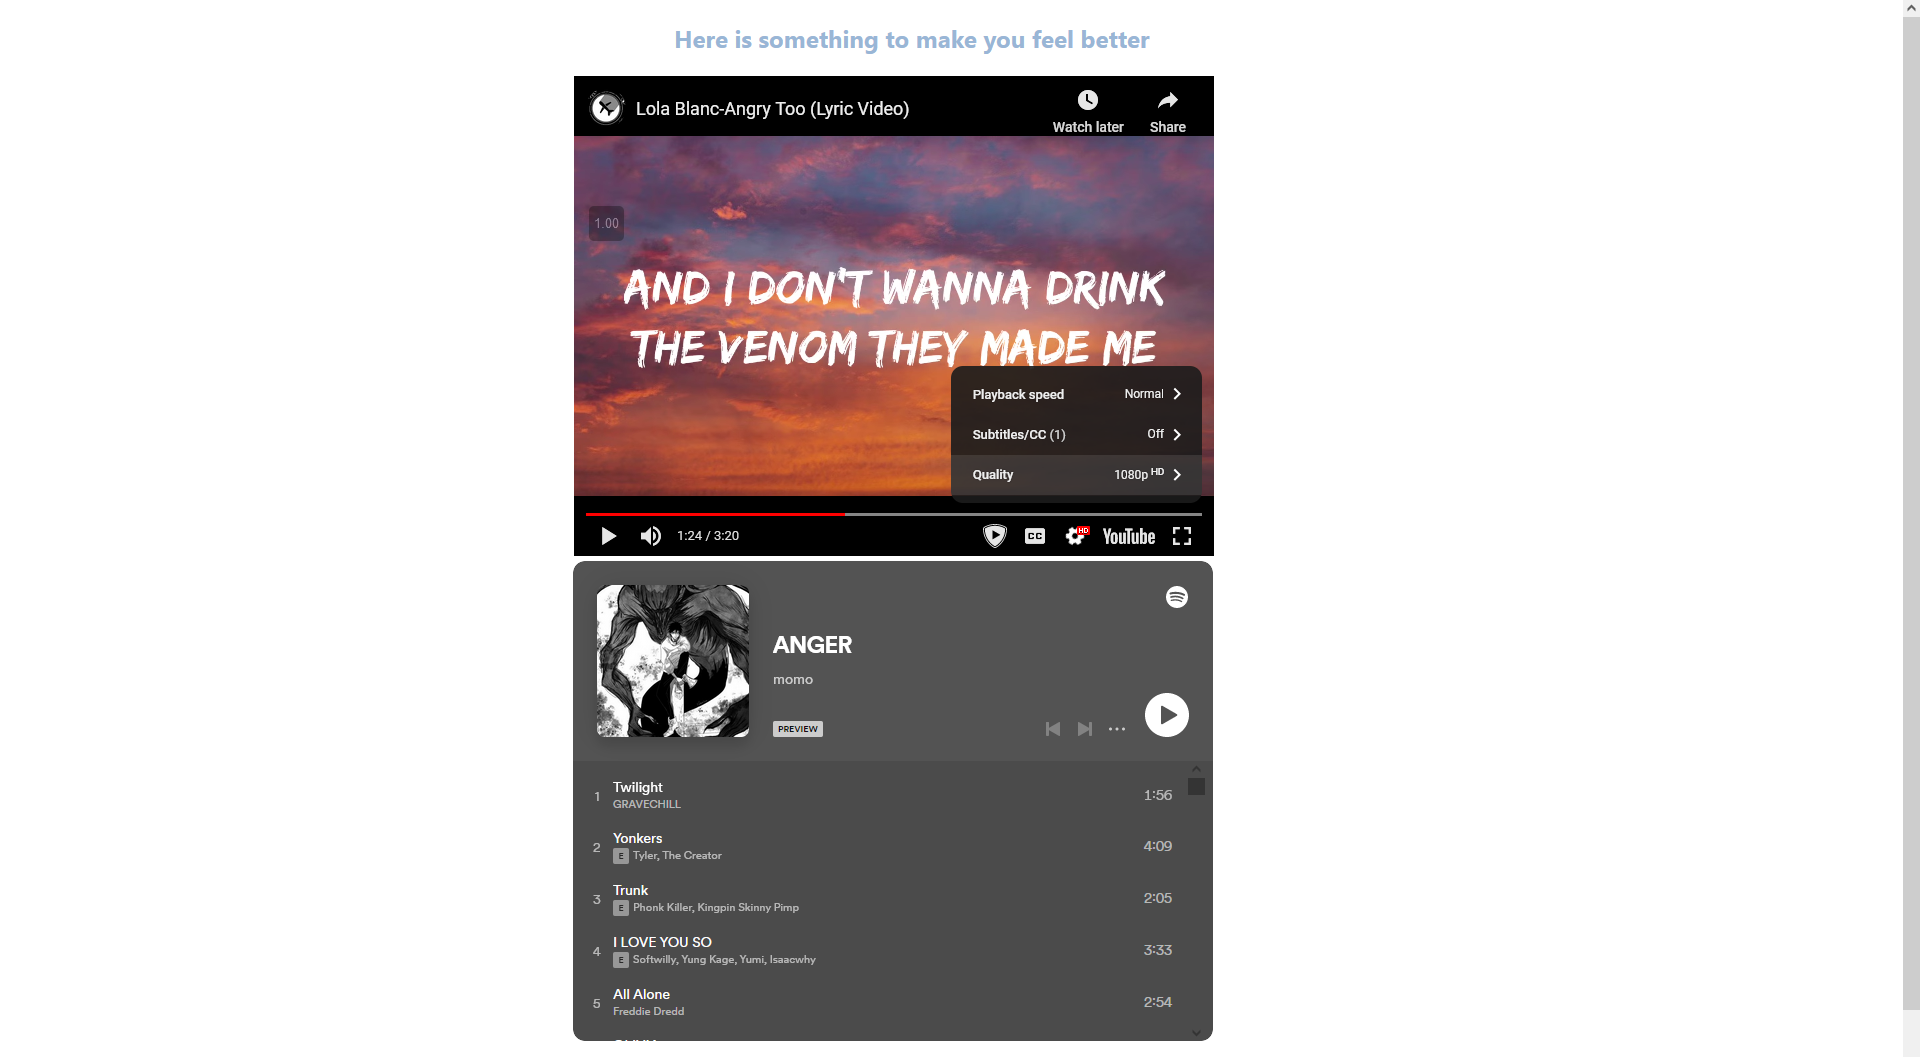 Here is something to make you feel better
Lola Blanc-Angry Too (Lyric Video)
Watch later
Share
1.00
AND I DON'T WANNA DRINK
THE VENOM THEY MADE ME
Playback speed Normal
Subtitles/CC (1) Off
Quality 1080p HD
1:24 / 3:20
CC
HD
YouTube
ANGER
momo
PREVIEW
1 Twilight 1:56
GRAVECHILL
2 Yonkers 4:09
E Tyler, The Creator
3 Trunk 2:05
E Phonk Killer, Kingpin Skinny Pimp
4 I LOVE YOU SO 3:33
E Softwilly, Yung Kage, Yumi, Isaacwhy
5 All Alone 2:54
Freddie Dredd